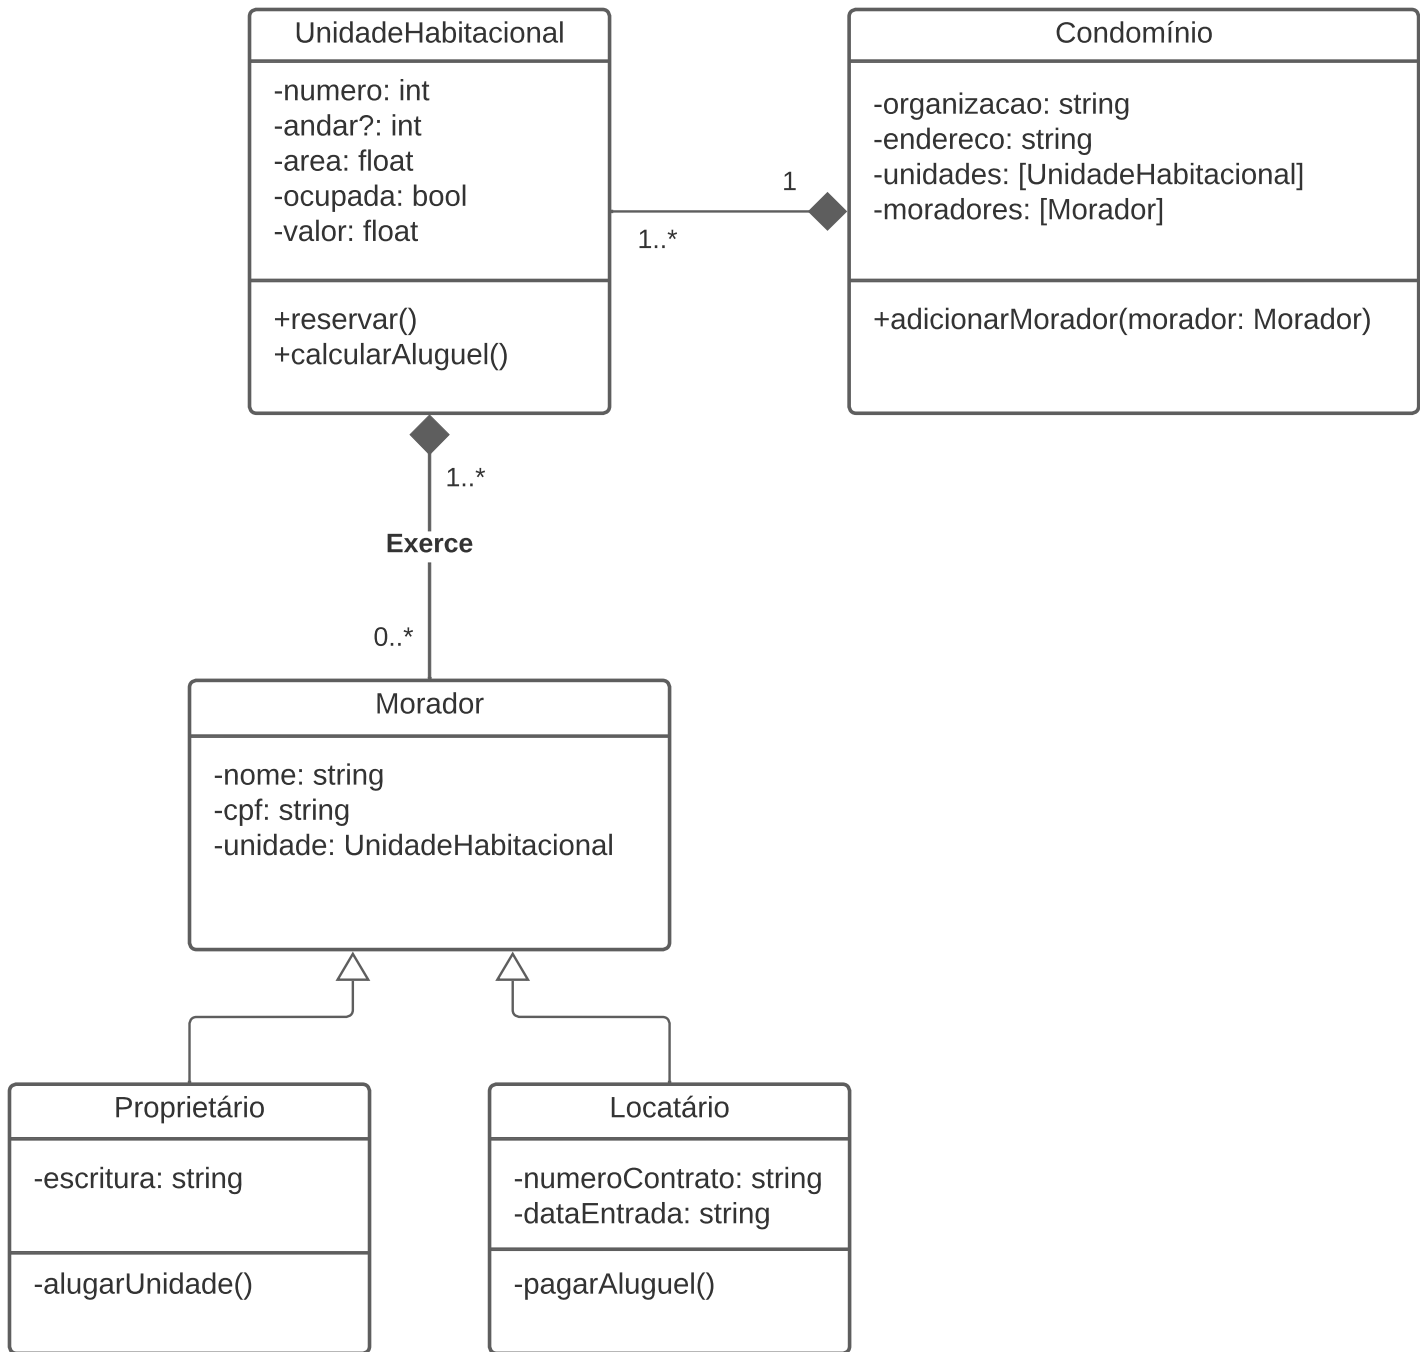 UnidadeHabitacional
-numero: int
-andar?: int
-area: float
-ocupada: bool
-valor: float
+reservar()
+calcularAluguel()
1
1..*
Condomínio
-organizacao: string
-endereco: string
-unidades: [UnidadeHabitacional]
-moradores: [Morador]
+adicionarMorador(morador: Morador)
1..*
Exerce
0..*
Morador
-nome: string
-cpf: string
-unidade: UnidadeHabitacional
Proprietário
-escritura: string
-alugarUnidade()
Locatário
-numeroContrato: string
-dataEntrada: string
-pagarAluguel()